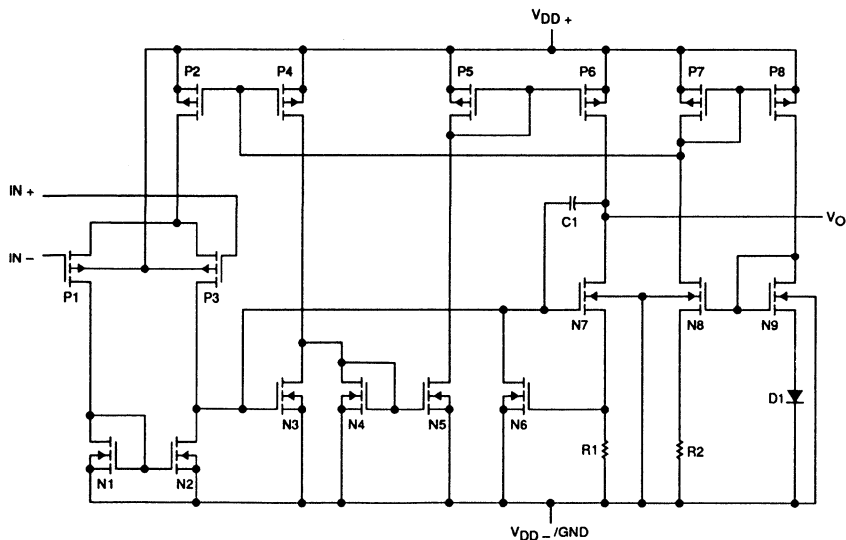 VDD +
P2 P4 P5 P6 P7 P8
IN +
C1
VO
IN −
P1 P3 N7 N8 N9
D1
N3 N4 N5 N6
R1 R2
N1 N2
VDD − /GND